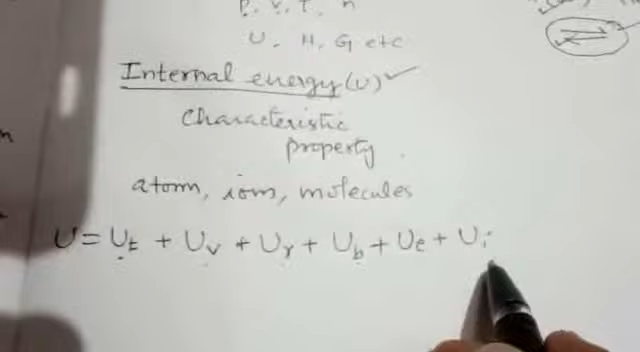 P, V, T, n
U, H, G etc
Internal energy (U) ✓
Characteristic
property.
atom, ion, molecules
U = Ut + Uv + Ur + Ub + Ue + Ui